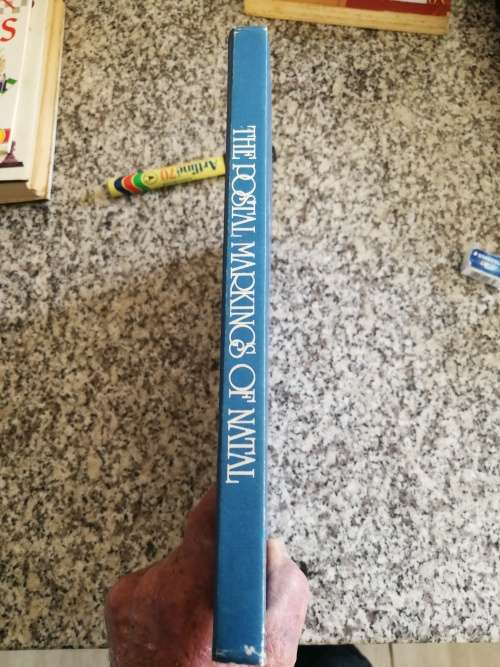 THE POSTAL MARKINGS OF NATAL
Artline 70
S